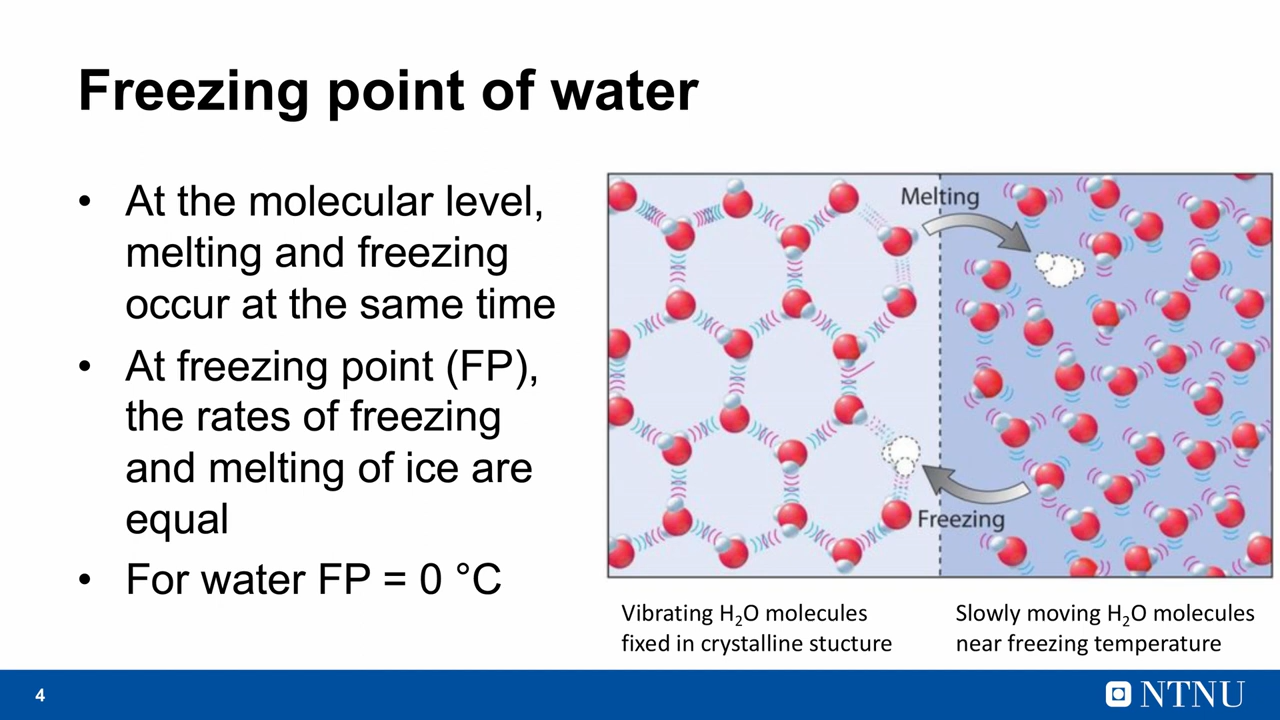 Freezing point of water
• At the molecular level,
melting and freezing
occur at the same time
• At freezing point (FP),
the rates of freezing
and melting of ice are
equal
• For water FP = 0 °C
Melting
Freezing
Vibrating H₂O molecules
fixed in crystalline stucture
Slowly moving H₂O molecules
near freezing temperature
4
NTNU